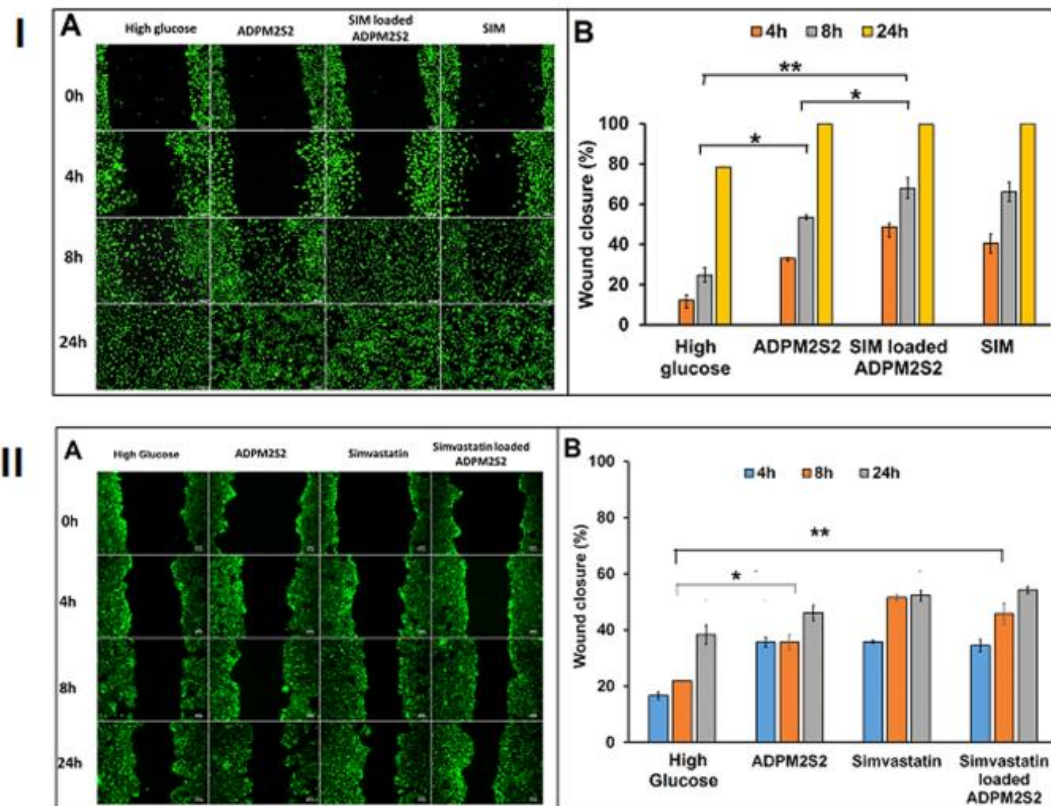 I
A
High glucose
ADPM2S2
SIM loaded
ADPM2S2
SIM
0h
4h
8h
24h
B
4h
8h
24h
**
*
*
Wound closure (%)
100
80
60
40
20
0
High
glucose
ADPM2S2
SIM loaded
ADPM2S2
SIM
II
A
High Glucose
ADPM2S2
Simvastatin
Simvastatin loaded
ADPM2S2
0h
4h
8h
24h
B
4h
8h
24h
**
*
Wound closure (%)
100
80
60
40
20
0
High
Glucose
ADPM2S2
Simvastatin
Simvastatin
loaded
ADPM2S2